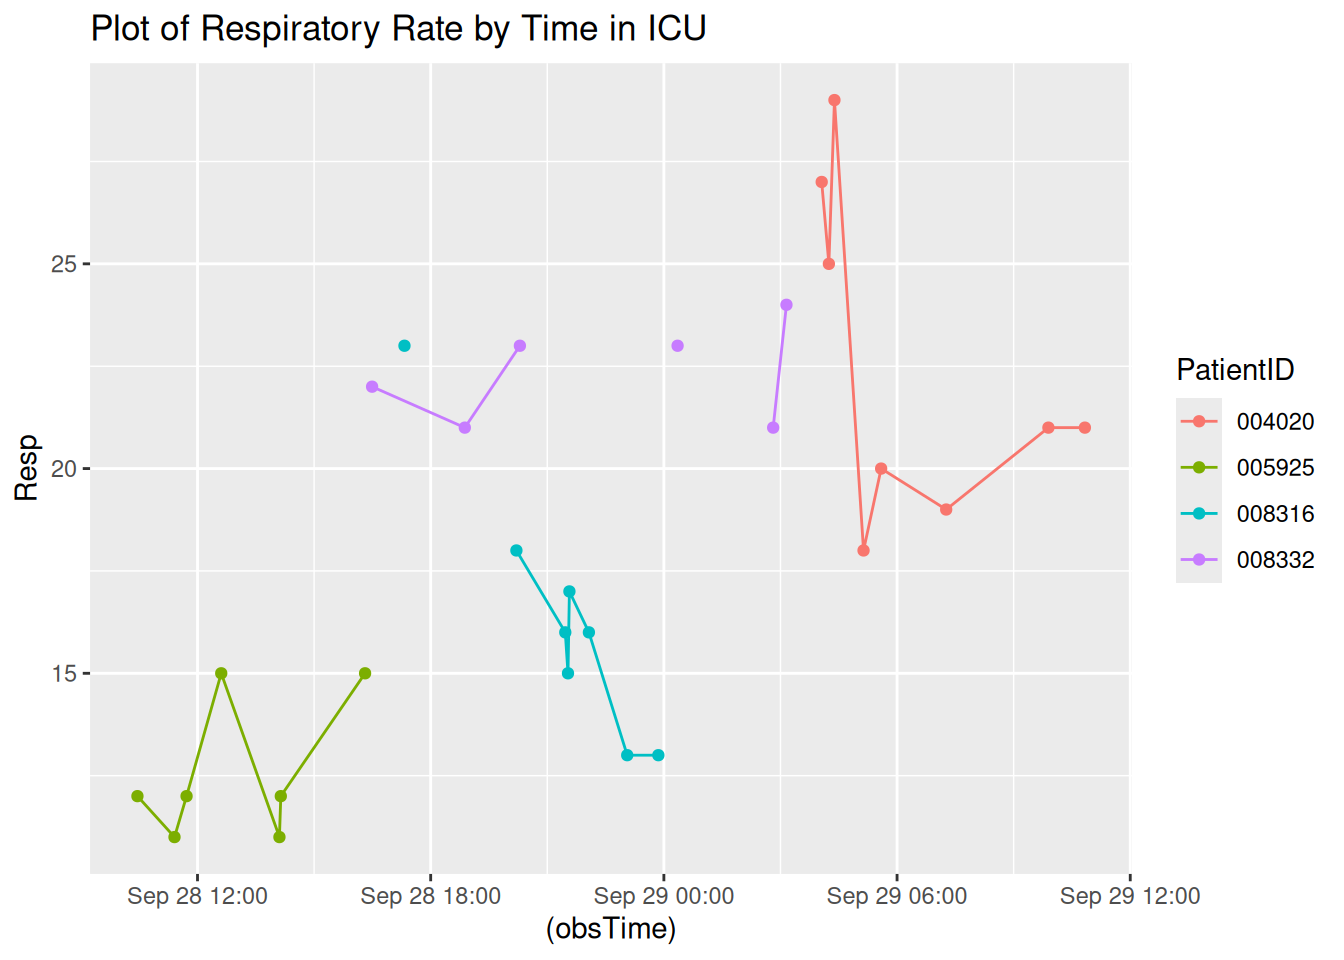 Plot of Respiratory Rate by Time in ICU
Resp
25
20
15
Sep 28 12:00
Sep 28 18:00
Sep 29 00:00
Sep 29 06:00
Sep 29 12:00
(obsTime)
PatientID
004020
005925
008316
008332